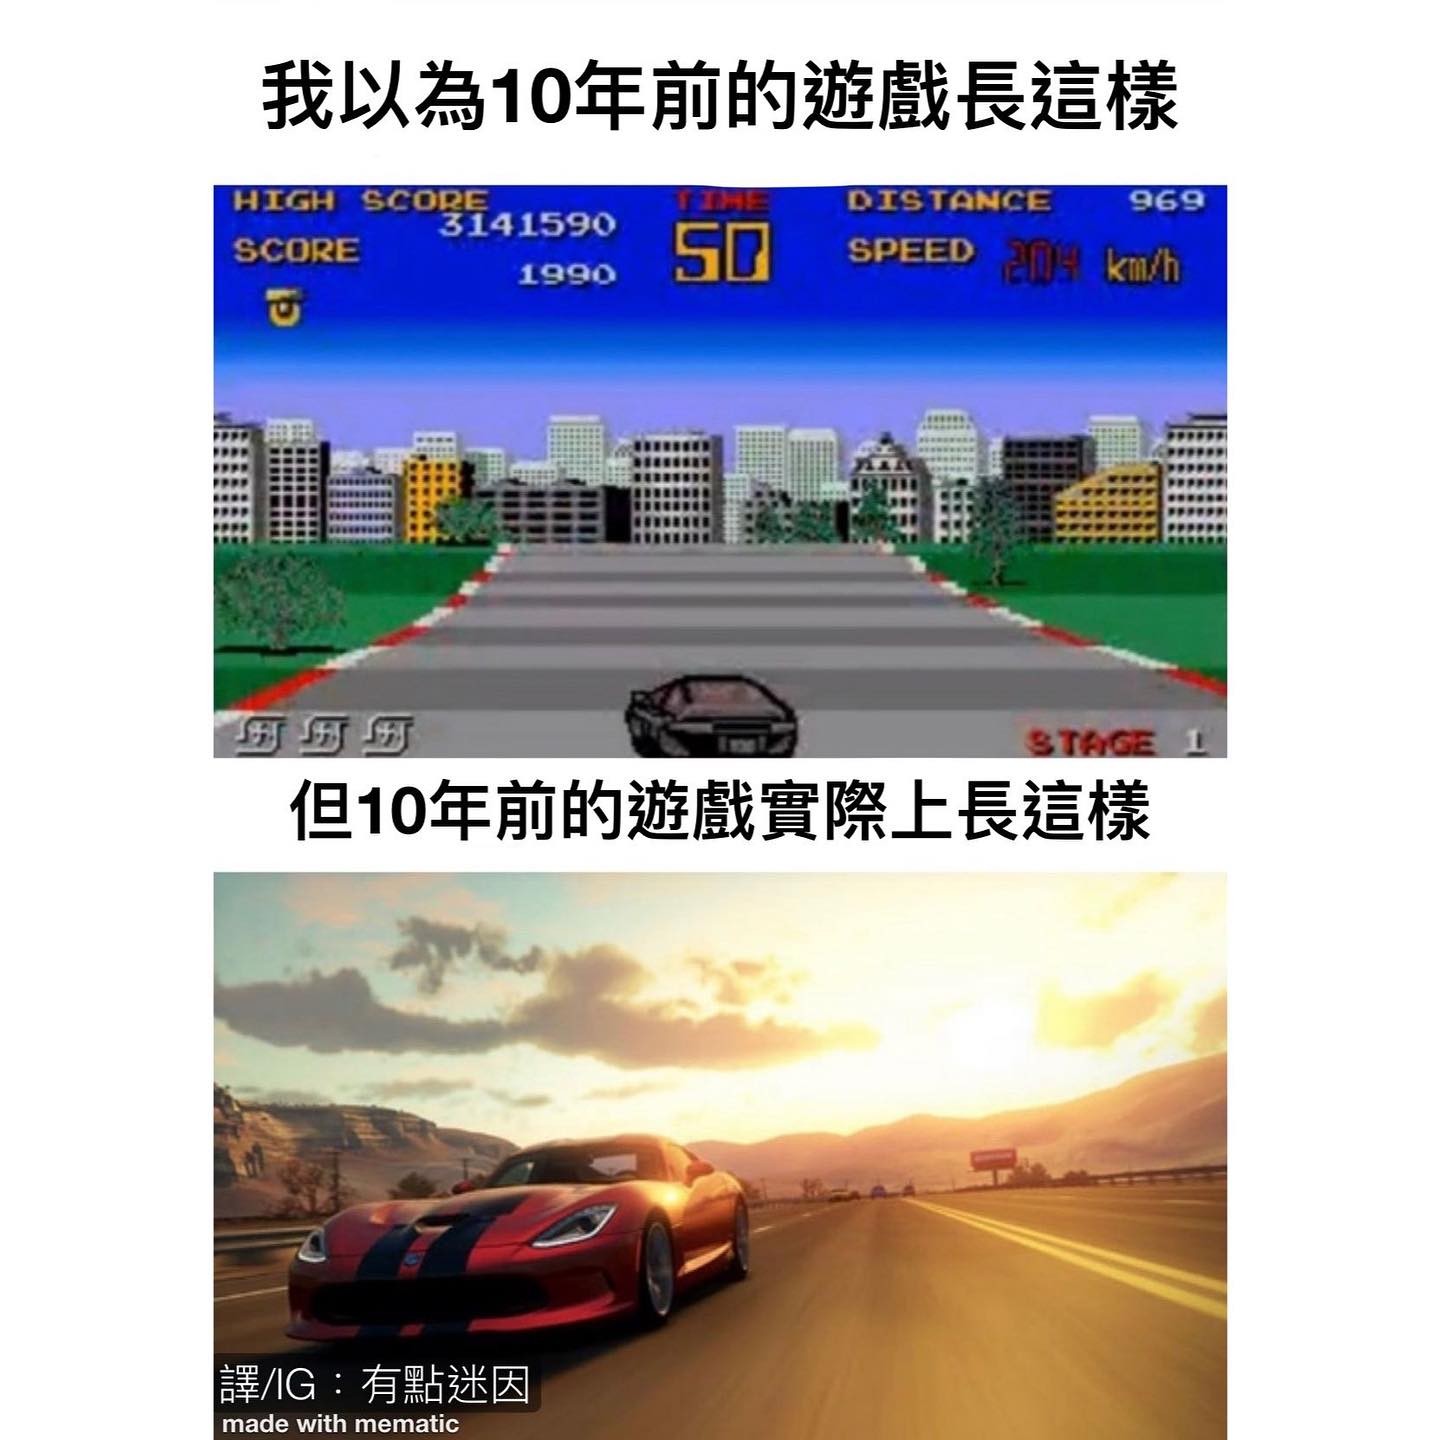 我以為10年前的遊戲長這樣
HIGH SCORE TIME DISTANCE 969
3141590
SCORE 50 SPEED 204 km/h
1990
STAGE 1
但10年前的遊戲實際上長這樣
譯/IG：有點迷因
made with mematic